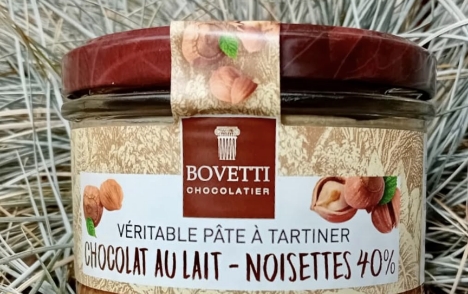 BOVETTI
CHOCOLATIER
VÉRITABLE PÂTE À TARTINER
CHOCOLAT AU LAIT - NOISETTES 40%